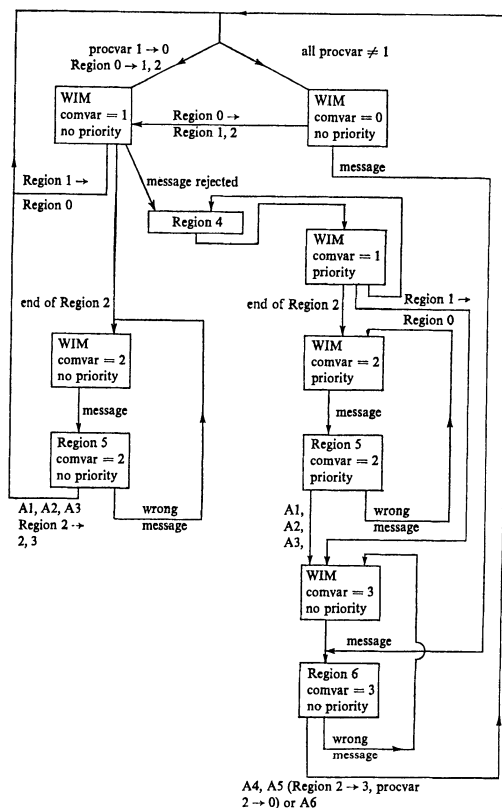 procvar 1 → 0
Region 0 → 1, 2
all procvar ≠ 1
WIM
comvar = 1
no priority
Region 0 →
Region 1, 2
WIM
comvar = 0
no priority
message
Region 1 →
Region 0
message rejected
Region 4
WIM
comvar = 1
priority
end of Region 2
end of Region 2
Region 1 →
Region 0
WIM
comvar = 2
no priority
WIM
comvar = 2
priority
message
message
Region 5
comvar = 2
no priority
Region 5
comvar = 2
priority
A1, A2, A3
Region 2 →
2, 3
wrong
message
A1,
A2,
A3,
wrong
message
WIM
comvar = 3
no priority
message
Region 6
comvar = 3
no priority
wrong
message
A4, A5 (Region 2 → 3, procvar
2 → 0) or A6